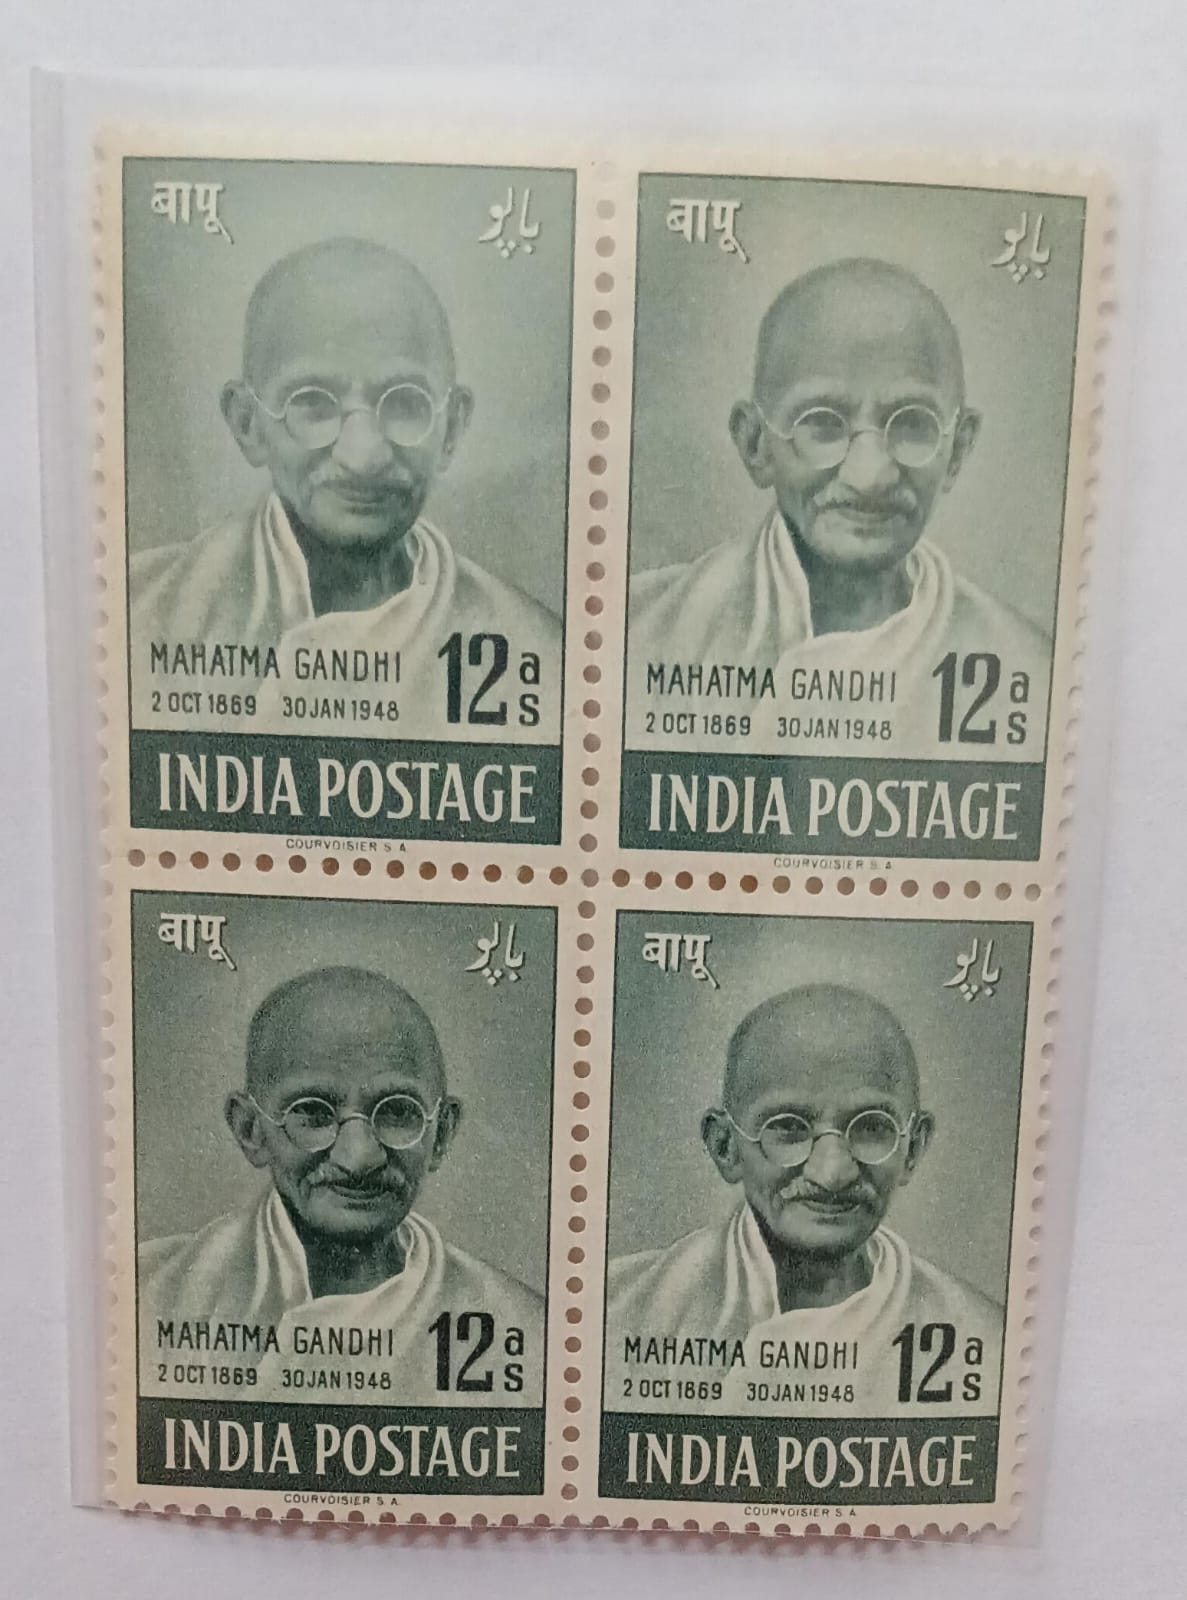 बापू باپو
MAHATMA GANDHI 12 as
2 OCT 1869 30 JAN 1948
INDIA POSTAGE
COURVOISIER S.A.
बापू باپو
MAHATMA GANDHI 12 as
2 OCT 1869 30 JAN 1948
INDIA POSTAGE
COURVOISIER S.A.
बापू باپو
MAHATMA GANDHI 12 as
2 OCT 1869 30 JAN 1948
INDIA POSTAGE
COURVOISIER S.A.
बापू باپو
MAHATMA GANDHI 12 as
2 OCT 1869 30 JAN 1948
INDIA POSTAGE
COURVOISIER S.A.